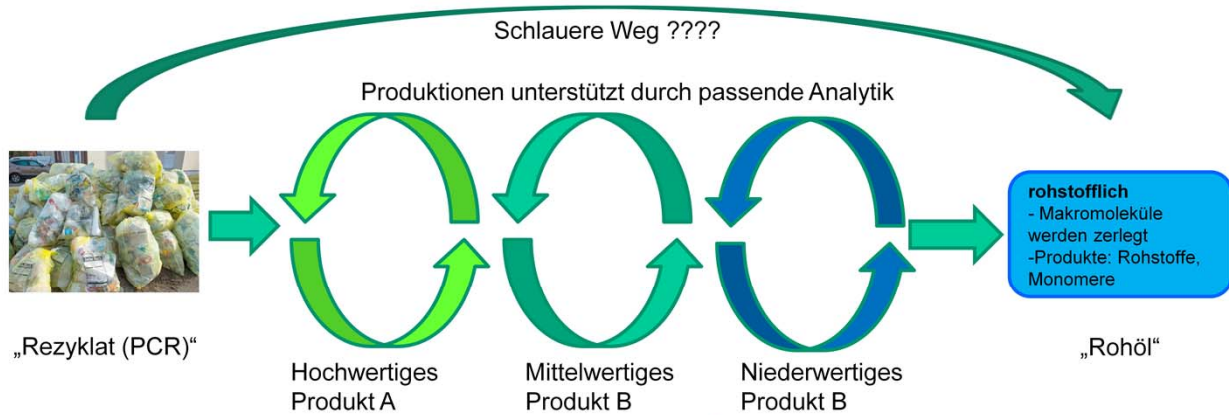 Schlauere Weg ????
Produktionen unterstützt durch passende Analytik
rohstofflich
- Makromoleküle
werden zerlegt
-Produkte: Rohstoffe,
Monomere
„Rezyklat (PCR)“
„Rohöl“
Hochwertiges
Produkt A
Mittelwertiges
Produkt B
Niederwertiges
Produkt B